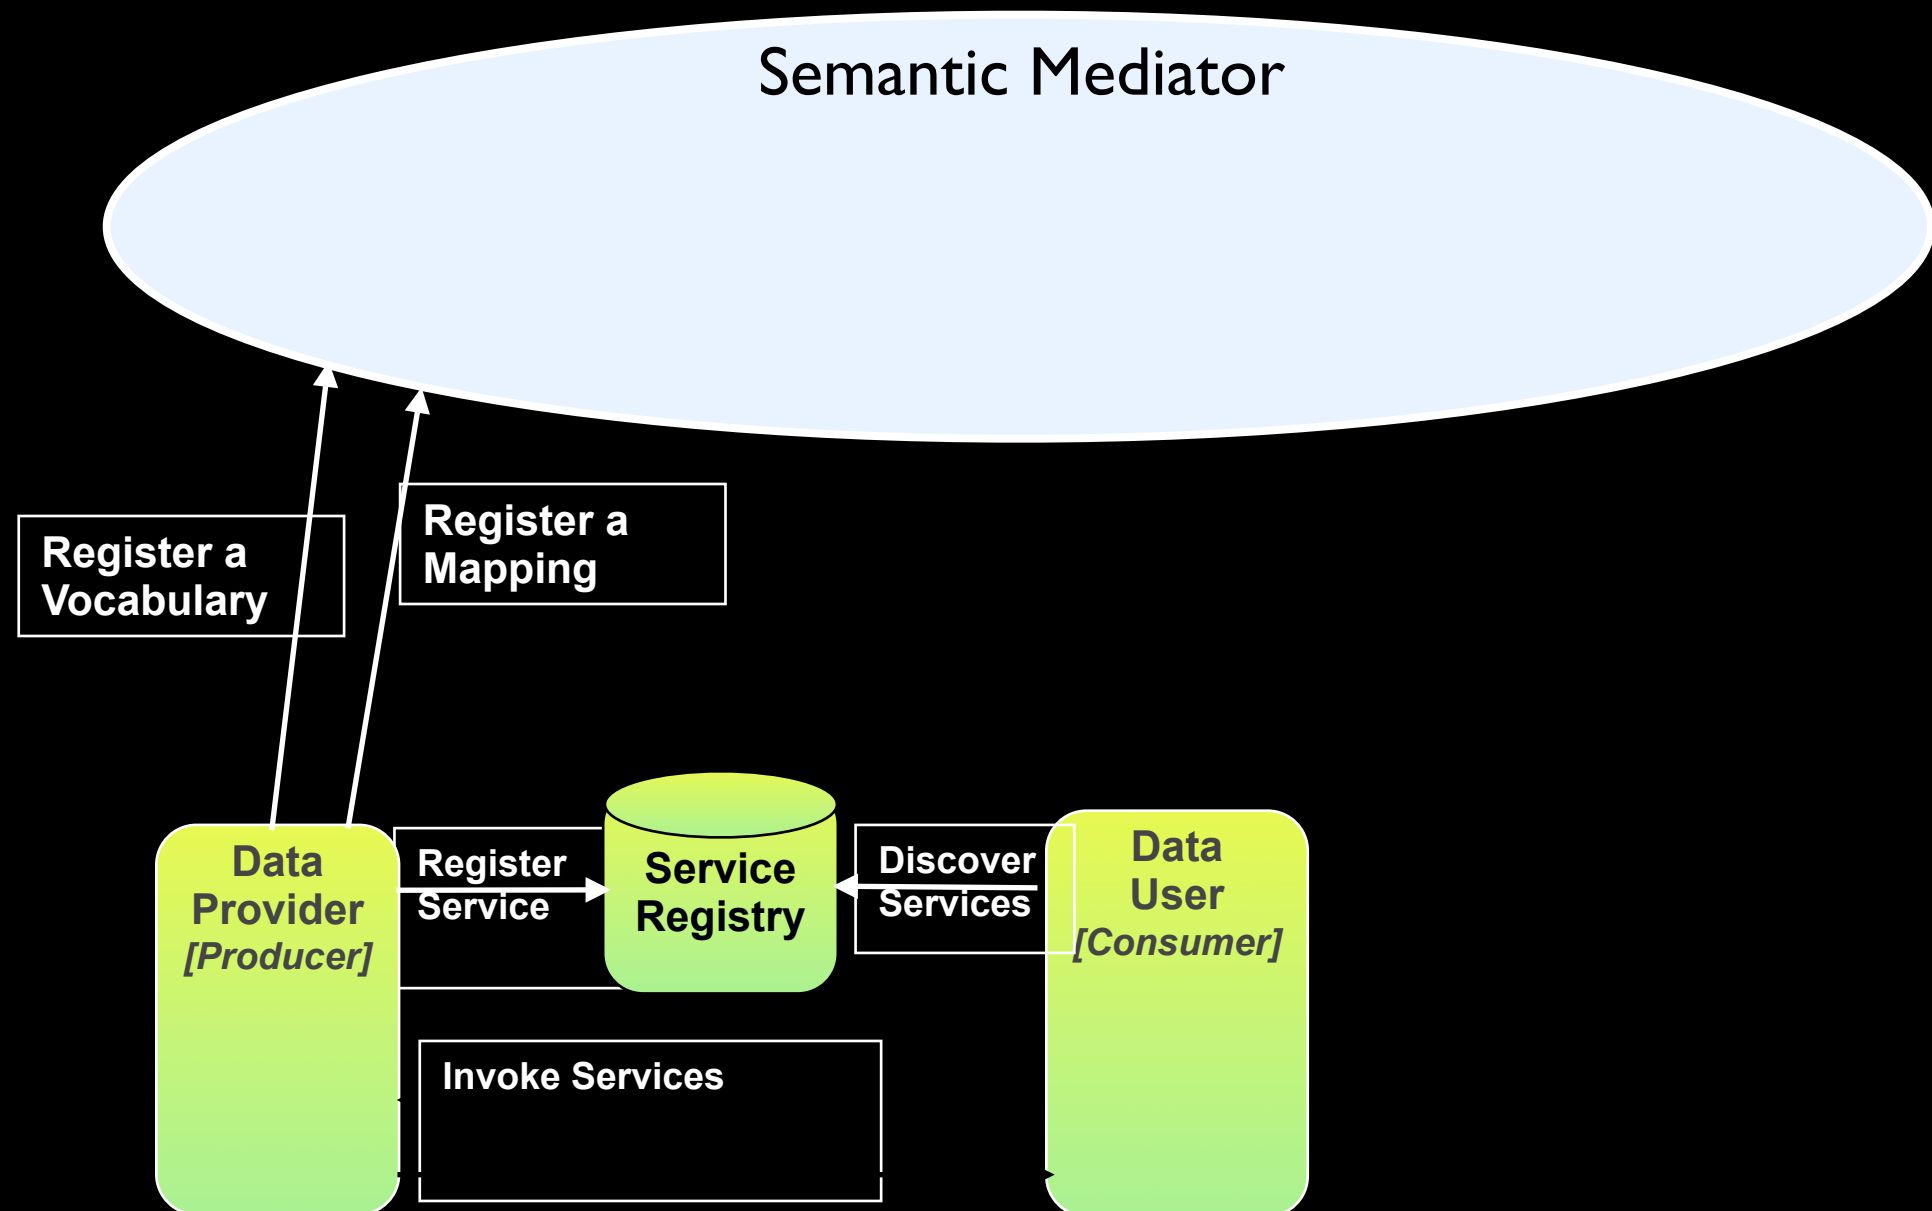 Semantic Mediator
Register a
Mapping
Register a
Vocabulary
Data
Provider
[Producer]
Register
Service
Service
Registry
Discover
Services
Data
User
[Consumer]
Invoke Services